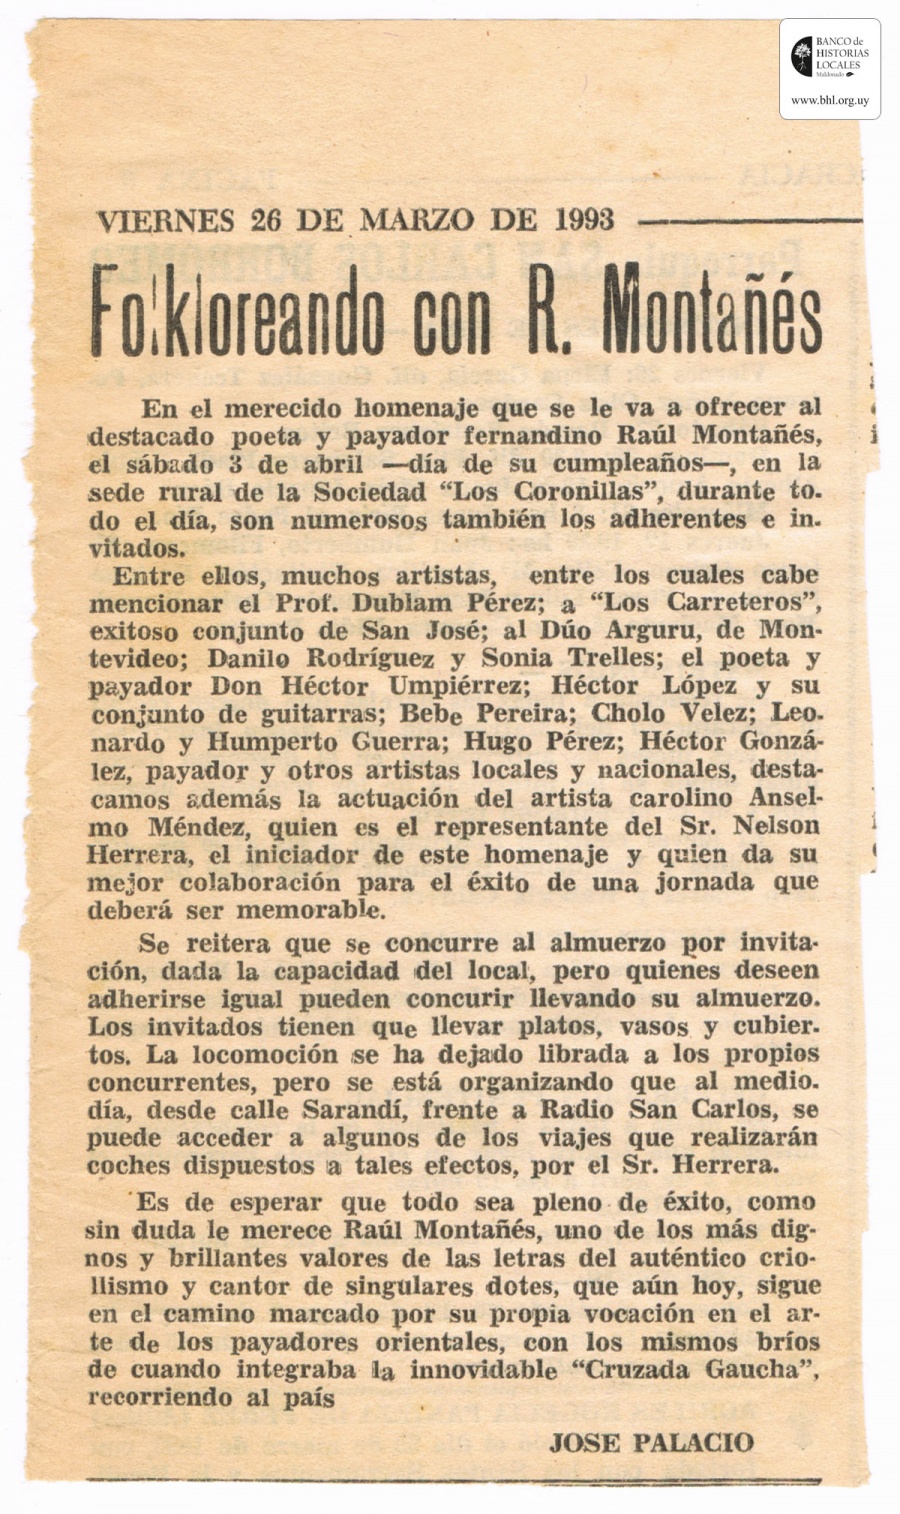 BANCO de
HISTORIAS
LOCALES
Maldonado
www.bhl.org.uy
VIERNES 26 DE MARZO DE 1993
Folkloreando con R. Montañés
En el merecido homenaje que se le va a ofrecer al
destacado poeta y payador fernandino Raúl Montañés,
el sábado 3 de abril —día de su cumpleaños—, en la
sede rural de la Sociedad "Los Coronillas", durante to.
do el día, son numerosos también los adherentes e in.
vitados.
Entre ellos, muchos artistas, entre los cuales cabe
mencionar el Prof. Dublam Pérez; a "Los Carreteros",
exitoso conjunto de San José; al Dúo Arguru, de Mon-
tevideo; Danilo Rodríguez y Sonia Trelles; el poeta y
payador Don Héctor Umpiérrez; Héctor López y su
conjunto de guitarras; Bebe Pereira; Cholo Velez; Leo.
nardo y Humperto Guerra; Hugo Pérez; Héctor Gonzá-
lez, payador y otros artistas locales y nacionales, desta-
camos además la actuación del artista carolino Ansel-
mo Méndez, quien es el representante del Sr. Nelson
Herrera, el iniciador de este homenaje y quien da su
mejor colaboración para el éxito de una jornada que
deberá ser memorable.
Se reitera que se concurre al almuerzo por invita-
ción, dada la capacidad del local, pero quienes deseen
adherirse igual pueden concurir llevando su almuerzo.
Los invitados tienen que llevar platos, vasos y cubier-
tos. La locomoción se ha dejado librada a los propios
concurrentes, pero se está organizando que al medio.
día, desde calle Sarandí, frente a Radio San Carlos, se
puede acceder a algunos de los viajes que realizarán
coches dispuestos a tales efectos, por el Sr. Herrera.
Es de esperar que todo sea pleno de éxito, como
sin duda le merece Raúl Montañés, uno de los más dig-
nos y brillantes valores de las letras del auténtico crio-
llismo y cantor de singulares dotes, que aún hoy, sigue
en el camino marcado por su propia vocación en el ar-
te de los payadores orientales, con los mismos bríos
de cuando integraba la innovidable "Cruzada Gaucha",
recorriendo al país
JOSE PALACIO